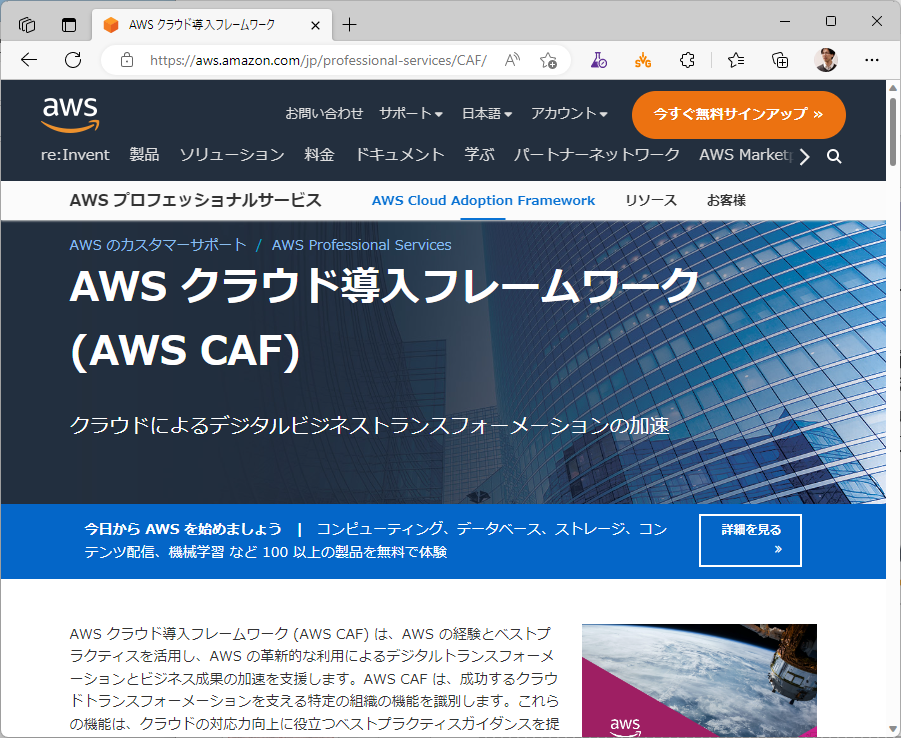 AWS クラウド導入フレームワーク
https://aws.amazon.com/jp/professional-services/CAF/
aws
お問い合わせ サポート 日本語 アカウント 今すぐ無料サインアップ »
re:Invent 製品 ソリューション 料金 ドキュメント 学ぶ パートナーネットワーク AWS Marketp
AWS プロフェッショナルサービス AWS Cloud Adoption Framework リソース お客様
AWS のカスタマーサポート / AWS Professional Services
AWS クラウド導入フレームワーク
(AWS CAF)
クラウドによるデジタルビジネストランスフォーメーションの加速
今日から AWS を始めましょう | コンピューティング、データベース、ストレージ、コン
テンツ配信、機械学習 など 100 以上の製品を無料で体験
詳細を見る
»
AWS クラウド導入フレームワーク (AWS CAF) は、AWS の経験とベストプ
ラクティスを活用し、AWS の革新的な利用によるデジタルトランスフォーメ
ーションとビジネス成果の加速を支援します。AWS CAF は、成功するクラウ
ドトランスフォーメーションを支える特定の組織の機能を識別します。これら
の機能は、クラウドの対応力向上に役立つベストプラクティスガイダンスを提
aws